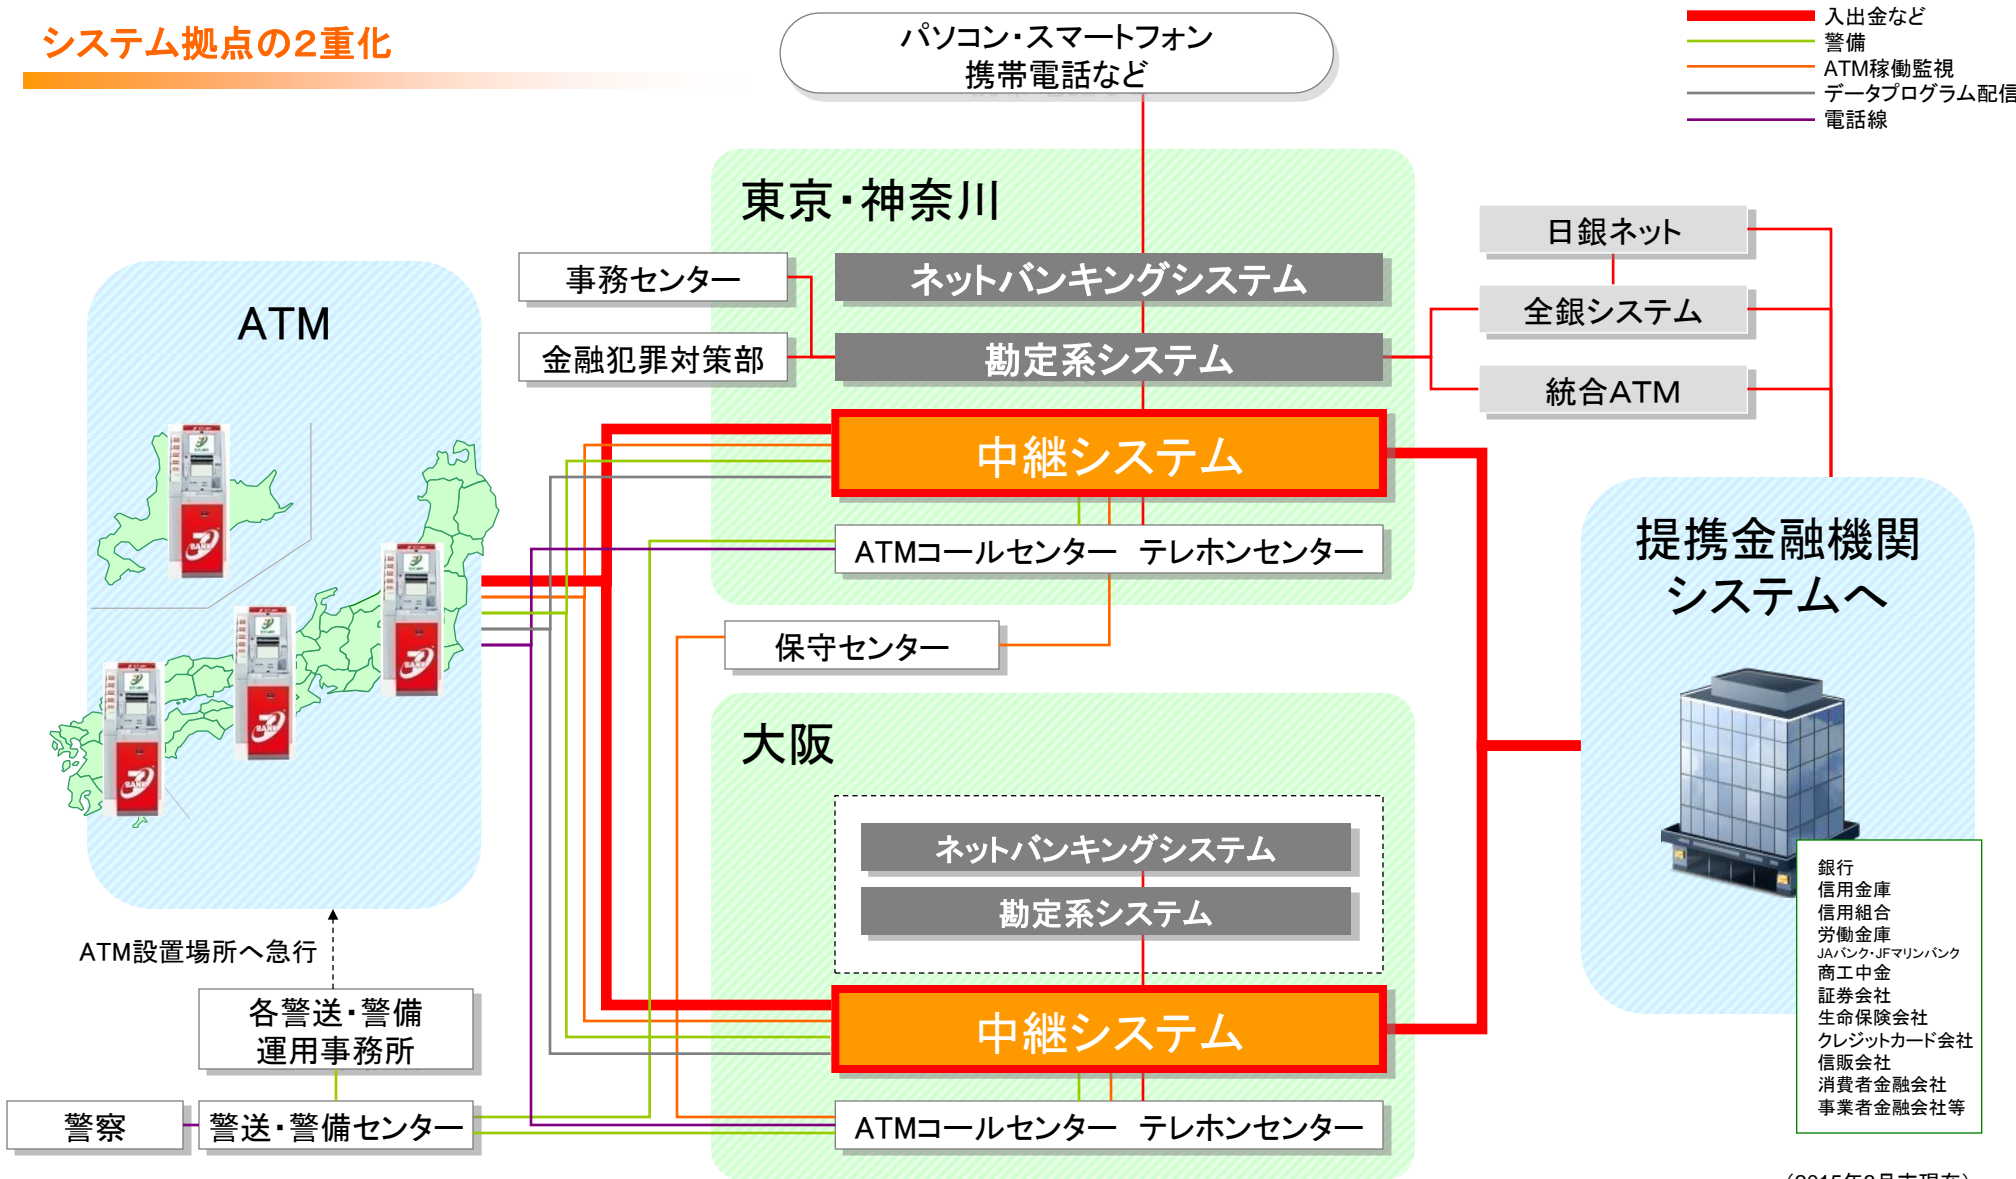 システム拠点の2重化
パソコン・スマートフォン
携帯電話など
入出金など
警備
ATM稼働監視
データプログラム配信
電話線
東京・神奈川
事務センター
ネットバンキングシステム
日銀ネット
金融犯罪対策部
勘定系システム
全銀システム
統合ATM
ATM
中継システム
ATMコールセンター テレホンセンター
保守センター
提携金融機関
システムへ
大阪
ネットバンキングシステム
勘定系システム
中継システム
ATMコールセンター テレホンセンター
ATM設置場所へ急行
各警送・警備
運用事務所
警察
警送・警備センター
銀行
信用金庫
信用組合
労働金庫
JAバンク・JFマリンバンク
商工中金
証券会社
生命保険会社
クレジットカード会社
信販会社
消費者金融会社
事業者金融会社等